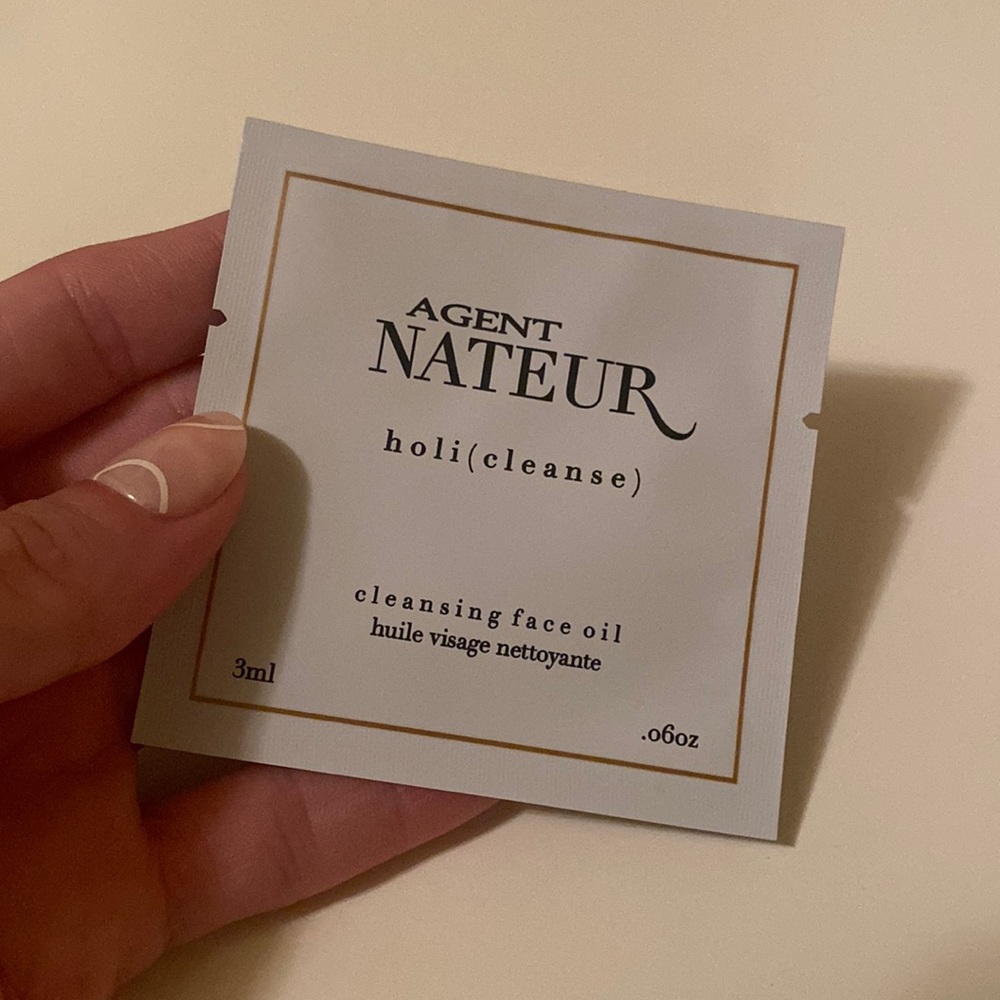 AGENT
NATEUR
holi(cleanse)
cleansing face oil
huile visage nettoyante
3ml
.06oz